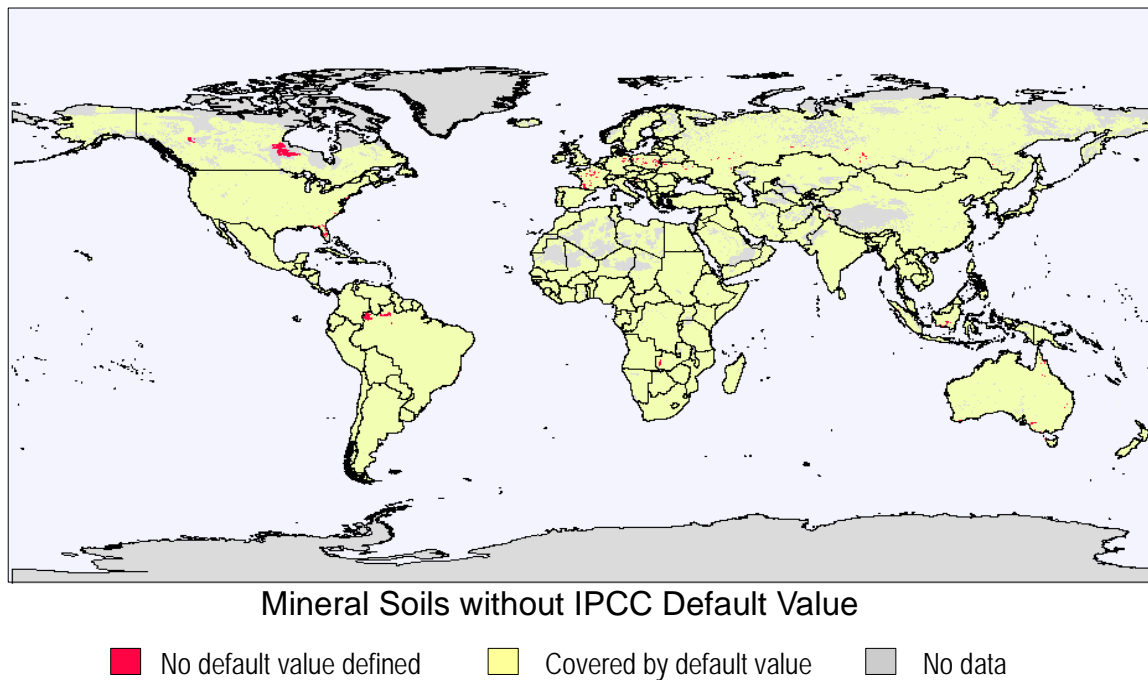 Mineral Soils without IPCC Default Value
No default value defined
Covered by default value
No data